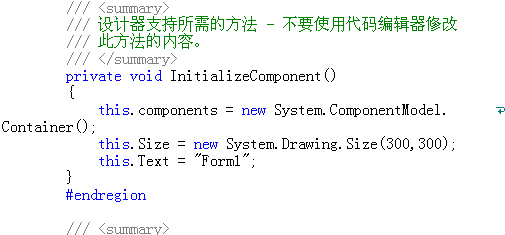 /// <summary>
/// 设计器支持所需的方法 - 不要使用代码编辑器修改
/// 此方法的内容。
/// </summary>
private void InitializeComponent()
{
this.components = new System.ComponentModel.
Container();
this.Size = new System.Drawing.Size(300,300);
this.Text = "Form1";
}
#endregion
/// <summary>